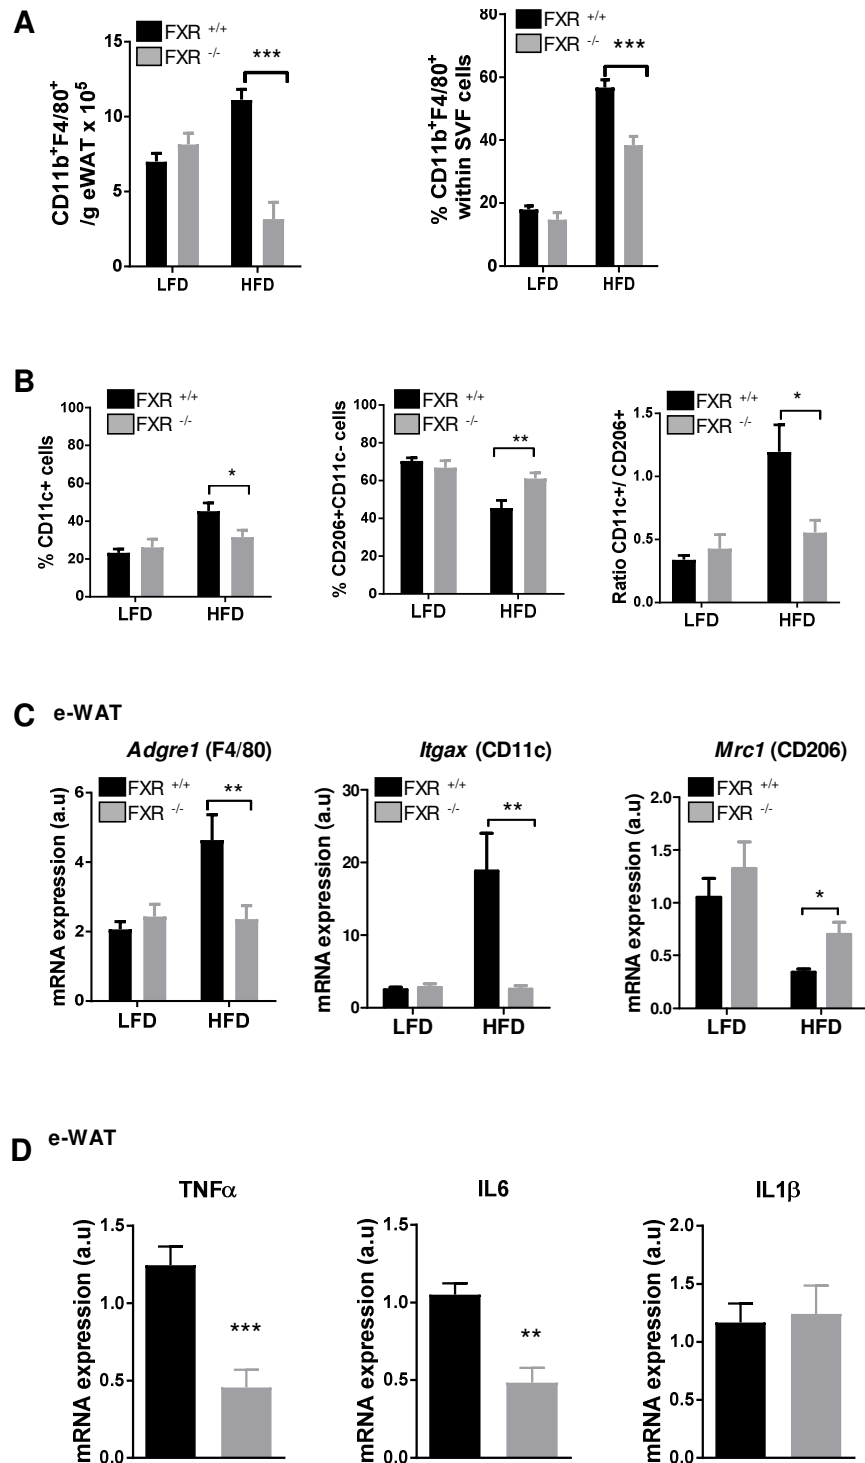 A
FXR +/+
FXR -/-
***
CD11b+F4/80+
/g eWAT x 10^5
15
10
5
0
LFD HFD
FXR +/+
FXR -/-
***
% CD11b+F4/80+
within SVF cells
80
60
40
20
0
LFD HFD
B
FXR +/+
FXR -/-
*
% CD11c+ cells
100
80
60
40
20
0
LFD HFD
FXR +/+
FXR -/-
**
% CD206+CD11c- cells
100
80
60
40
20
0
LFD HFD
FXR +/+
FXR -/-
*
Ratio CD11c+/ CD206+
1.5
1.0
0.5
0.0
LFD HFD
C e-WAT
Adgre1 (F4/80)
FXR +/+
FXR -/-
**
mRNA expression (a.u)
6
4
2
0
LFD HFD
Itgax (CD11c)
FXR +/+
FXR -/-
**
mRNA expression (a.u)
30
20
10
0
LFD HFD
Mrc1 (CD206)
FXR +/+
FXR -/-
*
mRNA expression (a.u)
2.0
1.5
1.0
0.5
0.0
LFD HFD
D e-WAT
TNFα
mRNA expression (a.u)
1.5
1.0
0.5
0.0
***
IL6
mRNA expression (a.u)
1.5
1.0
0.5
0.0
**
IL1β
mRNA expression (a.u)
2.0
1.5
1.0
0.5
0.0